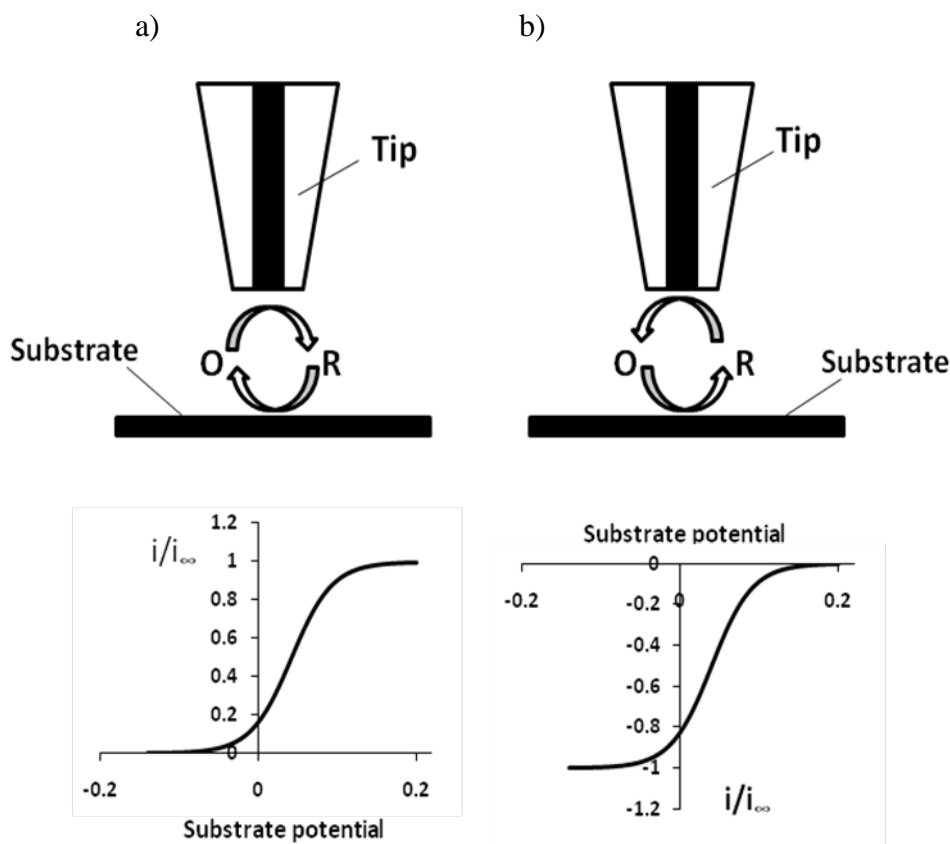 a)
b)
Tip
Tip
Substrate
O
R
O
R
Substrate
1.2
i/i∞
1
0.8
0.6
0.4
0.2
0
-0.2
0
0.2
Substrate potential
Substrate potential
0
-0.2
0
0.2
-0.2
-0.4
-0.6
-0.8
-1
-1.2
i/i∞